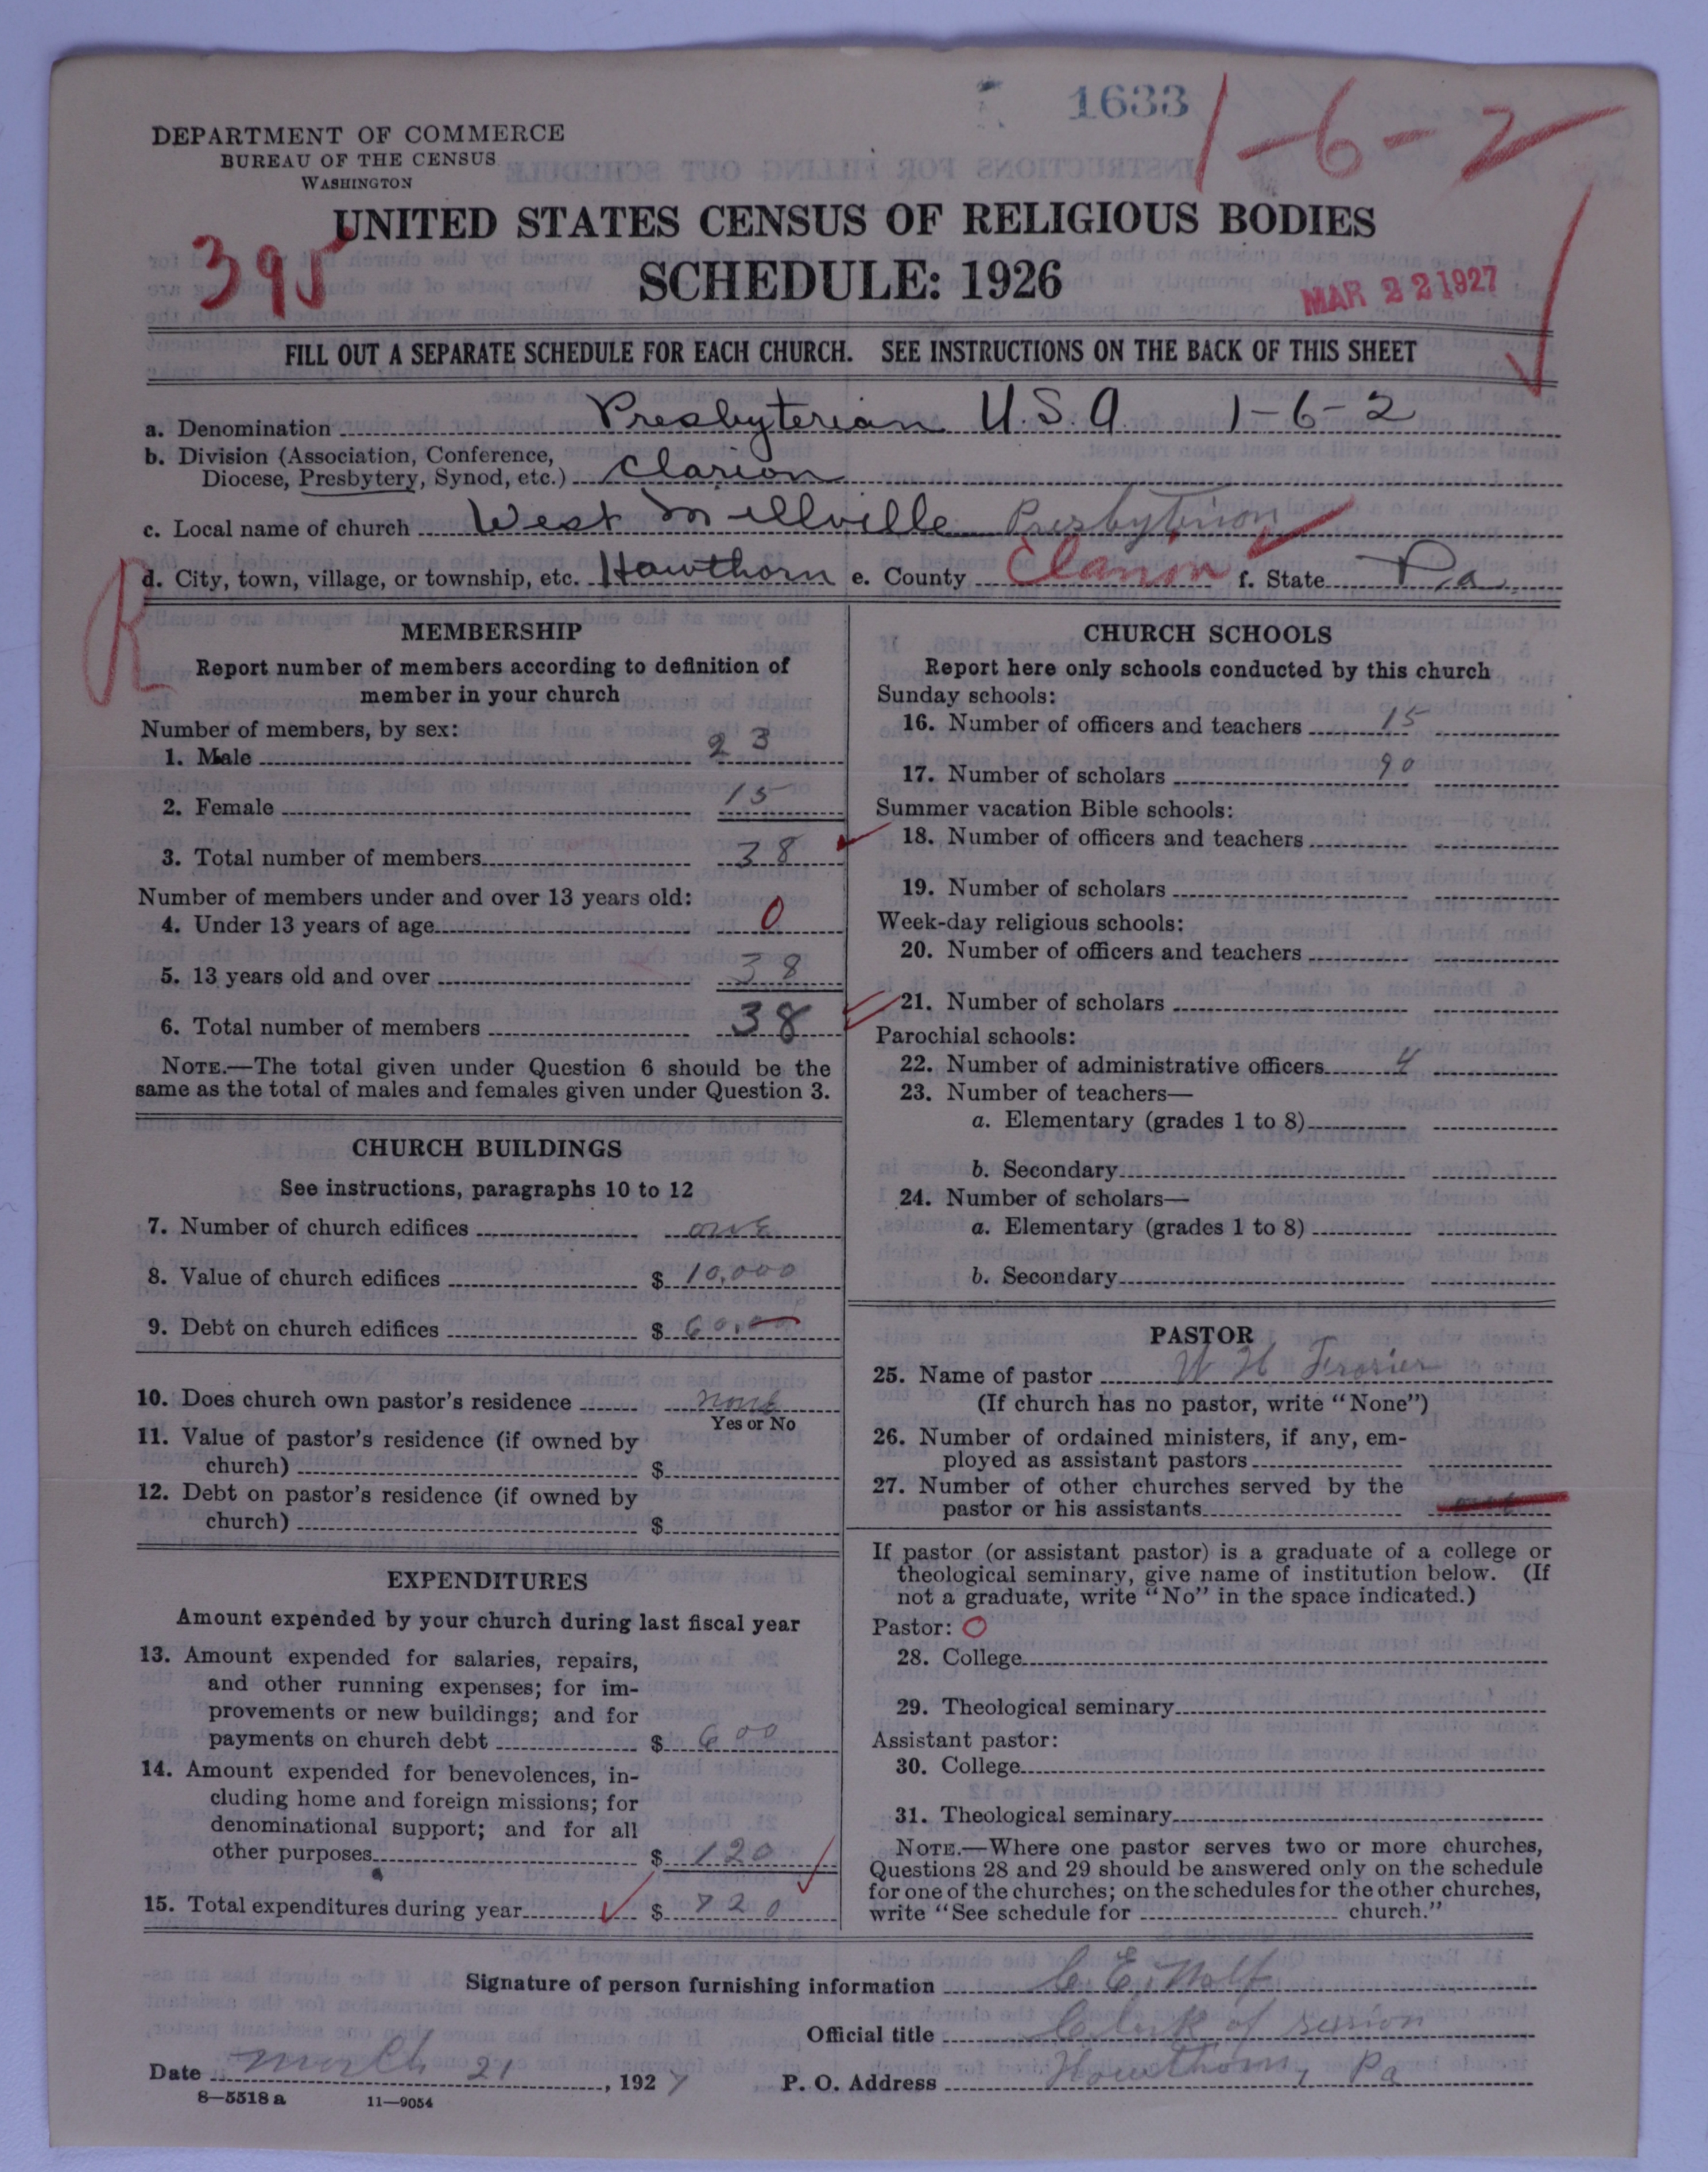 1633
1-6-2
DEPARTMENT OF COMMERCE
BUREAU OF THE CENSUS
WASHINGTON
UNITED STATES CENSUS OF RELIGIOUS BODIES
395
SCHEDULE: 1926
MAR 22 1927
FILL OUT A SEPARATE SCHEDULE FOR EACH CHURCH. SEE INSTRUCTIONS ON THE BACK OF THIS SHEET
a. Denomination Presbyterian U.S.A 1-6-2
b. Division (Association, Conference,
Diocese, Presbytery, Synod, etc.) Clarion
c. Local name of church West Millville Presbyterian
d. City, town, village, or township, etc. Hawthorn e. County Clarion f. State Pa
R
MEMBERSHIP
Report number of members according to definition of
member in your church
Number of members, by sex:
1. Male 23
2. Female 15
3. Total number of members 38
Number of members under and over 13 years old:
4. Under 13 years of age 0
5. 13 years old and over 38
6. Total number of members 38
NOTE.—The total given under Question 6 should be the
same as the total of males and females given under Question 3.
CHURCH BUILDINGS
See instructions, paragraphs 10 to 12
7. Number of church edifices one
8. Value of church edifices $ 10,000
9. Debt on church edifices $ 60.00
10. Does church own pastor's residence none
Yes or No
11. Value of pastor's residence (if owned by
church) $
12. Debt on pastor's residence (if owned by
church) $
EXPENDITURES
Amount expended by your church during last fiscal year
13. Amount expended for salaries, repairs,
and other running expenses; for im-
provements or new buildings; and for
payments on church debt $ 600
14. Amount expended for benevolences, in-
cluding home and foreign missions; for
denominational support; and for all
other purposes $ 120
15. Total expenditures during year $ 720
CHURCH SCHOOLS
Report here only schools conducted by this church
Sunday schools:
16. Number of officers and teachers 15
17. Number of scholars 90
Summer vacation Bible schools:
18. Number of officers and teachers
19. Number of scholars
Week-day religious schools:
20. Number of officers and teachers
21. Number of scholars
Parochial schools:
22. Number of administrative officers 4
23. Number of teachers—
a. Elementary (grades 1 to 8)
b. Secondary
24. Number of scholars—
a. Elementary (grades 1 to 8)
b. Secondary
PASTOR
25. Name of pastor W H Frasier
(If church has no pastor, write "None")
26. Number of ordained ministers, if any, em-
ployed as assistant pastors
27. Number of other churches served by the
pastor or his assistants
If pastor (or assistant pastor) is a graduate of a college or
theological seminary, give name of institution below. (If
not a graduate, write "No" in the space indicated.)
Pastor: O
28. College
29. Theological seminary
Assistant pastor:
30. College
31. Theological seminary
NOTE.—Where one pastor serves two or more churches,
Questions 28 and 29 should be answered only on the schedule
for one of the churches; on the schedules for the other churches,
write "See schedule for church."
Signature of person furnishing information C. E.
Official title Clerk of session
Date March 21, 1927 P. O. Address Hawthorn, Pa
8—5518 a 11—9054